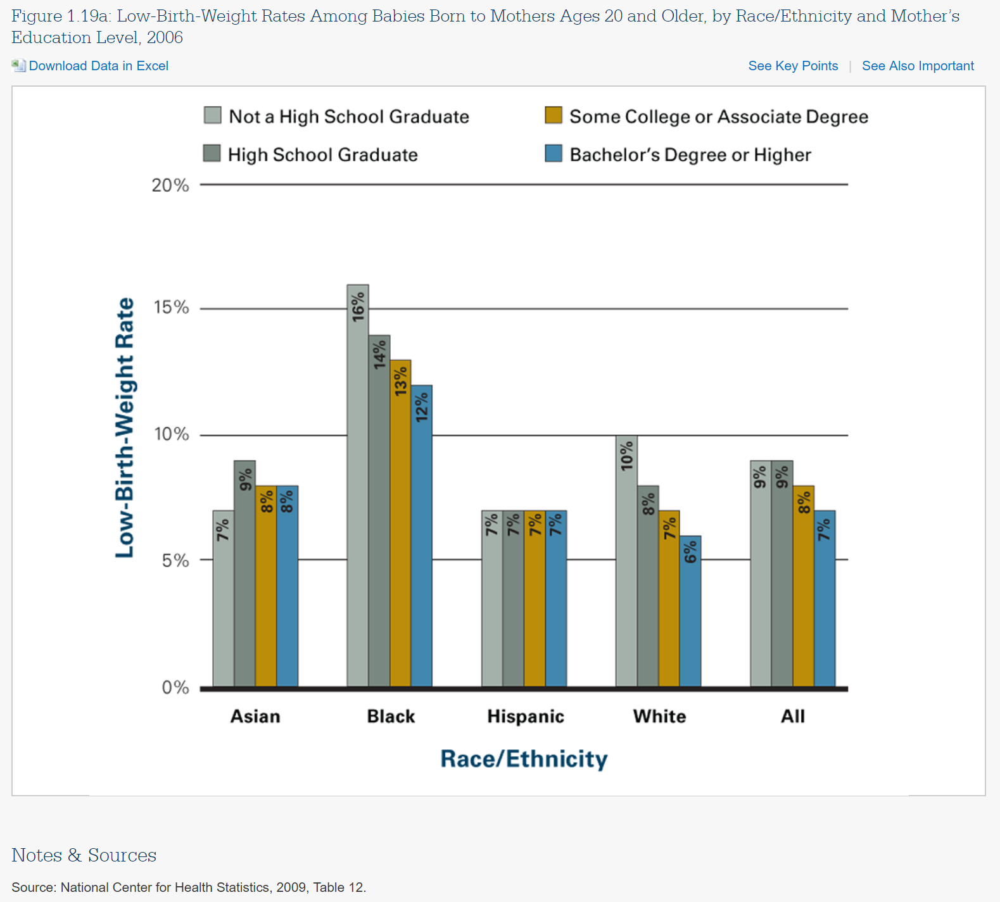 Figure 1.19a: Low-Birth-Weight Rates Among Babies Born to Mothers Ages 20 and Older, by Race/Ethnicity and Mother’s
Education Level, 2006
Download Data in Excel
See Key Points | See Also Important
Not a High School Graduate
Some College or Associate Degree
High School Graduate
Bachelor’s Degree or Higher
Low-Birth-Weight Rate
20%
15%
10%
5%
0%
7%
9%
8%
8%
16%
14%
13%
12%
7%
7%
7%
7%
10%
8%
7%
6%
9%
9%
8%
7%
Asian
Black
Hispanic
White
All
Race/Ethnicity
Notes & Sources
Source: National Center for Health Statistics, 2009, Table 12.